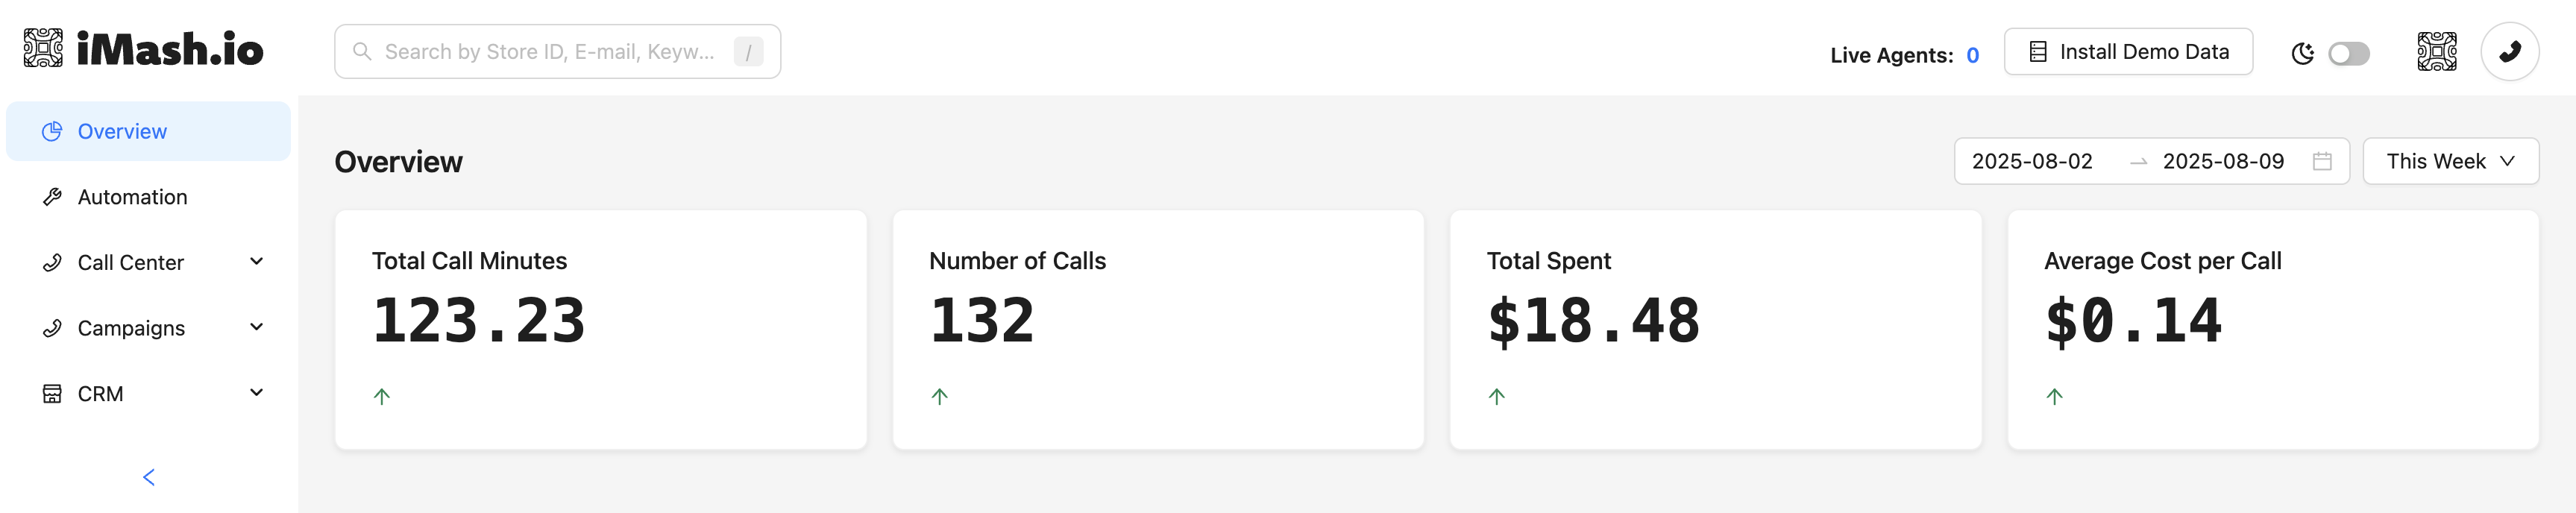 iMash.io
Search by Store ID, E-mail, Keyw... /
Live Agents: 0
Install Demo Data
Overview
Automation
Call Center
Campaigns
CRM
Overview
2025-08-02 → 2025-08-09
This Week
Total Call Minutes
123.23
Number of Calls
132
Total Spent
$18.48
Average Cost per Call
$0.14